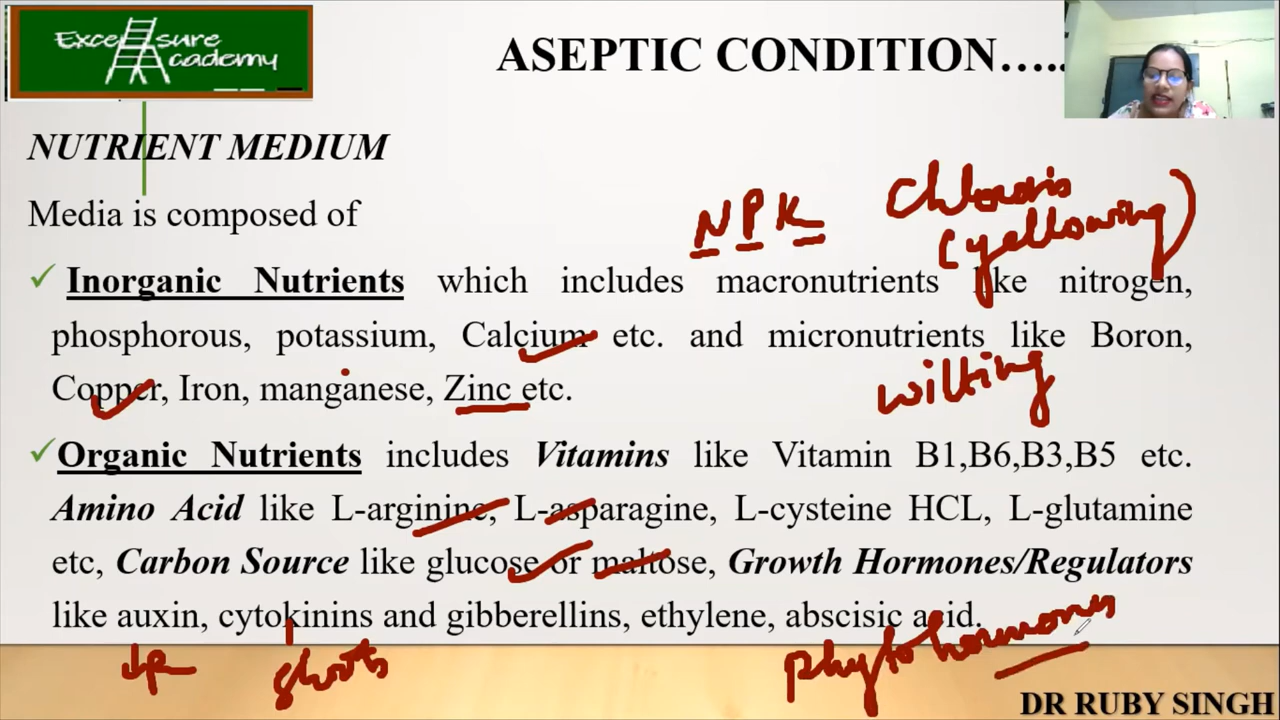 Excel sure
Academy
ASEPTIC CONDITION.....
NUTRIENT MEDIUM
Media is composed of
NPK
Chlorosis
(yellowing)
✓ Inorganic Nutrients which includes macronutrients like nitrogen,
phosphorous, potassium, Calcium etc. and micronutrients like Boron,
Copper, Iron, manganese, Zinc etc.
wilting
✓ Organic Nutrients includes Vitamins like Vitamin B1,B6,B3,B5 etc.
Amino Acid like L-arginine, L-asparagine, L-cysteine HCL, L-glutamine
etc, Carbon Source like glucose or maltose, Growth Hormones/Regulators
like auxin, cytokinins and gibberellins, ethylene, abscisic acid.
shoots
phytohormones
DR RUBY SINGH